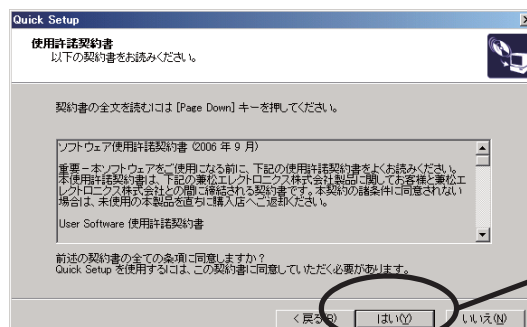 Quick Setup
使用許諾契約書
以下の契約書をお読みください。
契約書の全文を読むには [Page Down] キーを押してください。
ソフトウェア使用許諾契約書 (2006 年 9 月)
重要－本ソフトウェアをご使用になる前に、下記の使用許諾契約書をよくお読みください。
本使用許諾契約書は、下記の兼松エレクトロニクス株式会社製品に関してお客様と兼松エ
レクトロニクス株式会社との間に締結される契約書です。本契約の諸条件に同意されない
場合は、未使用の本製品を直ちに購入店へご返却ください。
User Software 使用許諾契約書
前述の契約書の全ての条項に同意しますか?
Quick Setup を使用するには、この契約書に同意していただく必要があります。
< 戻る(B) はい(Y) いいえ(N)